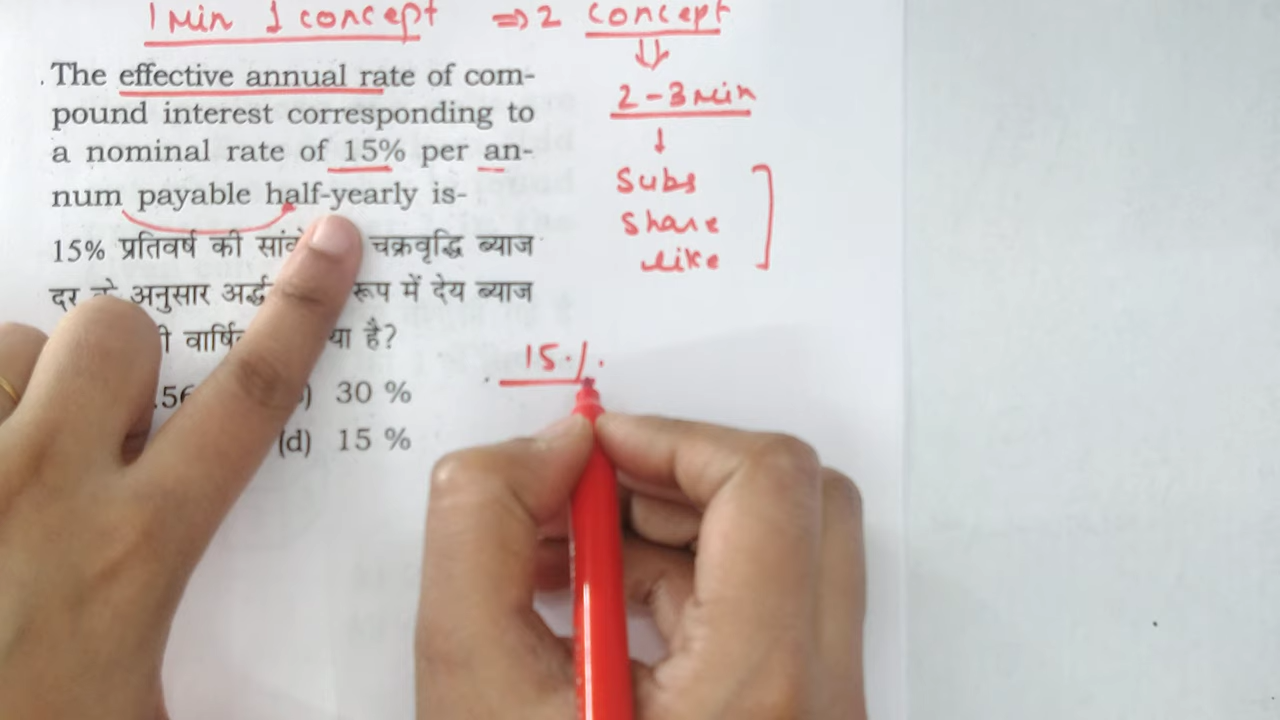 1 Min 1 concept ⇒ 2 concept
⇓
2-3 min
↓
Subs
Share
like
. The effective annual rate of com-
pound interest corresponding to
a nominal rate of 15% per an-
num payable half-yearly is-
15% प्रतिवर्ष की चक्रवृद्धि ब्याज
दर के अनुसार रूप में देय ब्याज
है?
30 %
(d) 15 %
15%